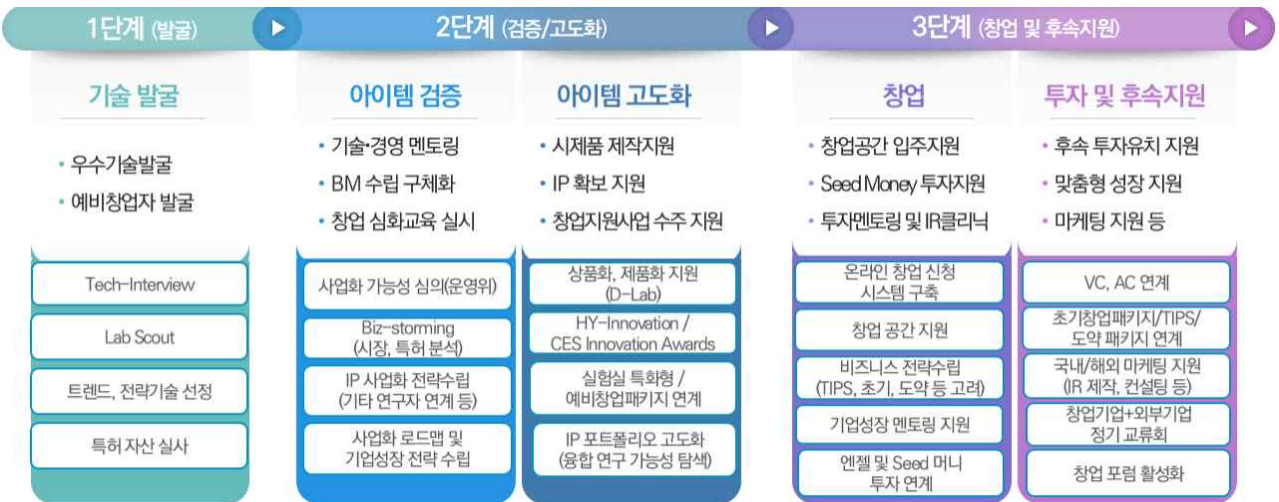 1단계 (발굴)
2단계 (검증/고도화)
3단계 (창업 및 후속지원)
기술 발굴
• 우수기술발굴
• 예비창업자 발굴
Tech-Interview
Lab Scout
트렌드, 전략기술 선정
특허 자산 실사
아이템 검증
• 기술•경영 멘토링
• BM 수립 구체화
• 창업 심화교육 실시
사업화 가능성 심의(운영위)
Biz-storming
(시장, 특허 분석)
IP 사업화 전략수립
(기타 연구자 연계 등)
사업화 로드맵 및
기업성장 전략 수립
아이템 고도화
• 시제품 제작지원
• IP 확보 지원
• 창업지원사업 수주 지원
상품화, 제품화 지원
(D-Lab)
HY-Innovation /
CES Innovation Awards
실험실 특화형 /
예비창업패키지 연계
IP 포트폴리오 고도화
(융합 연구 가능성 탐색)
창업
• 창업공간 입주지원
• Seed Money 투자지원
• 투자멘토링 및 IR클리닉
온라인 창업 신청
시스템 구축
창업 공간 지원
비즈니스 전략수립
(TIPS, 초기, 도약 등 고려)
기업성장 멘토링 지원
엔젤 및 Seed 머니
투자 연계
투자 및 후속지원
• 후속 투자유치 지원
• 맞춤형 성장 지원
• 마케팅 지원 등
VC, AC 연계
초기창업패키지/TIPS/
도약 패키지 연계
국내/해외 마케팅 지원
(IR 제작, 컨설팅 등)
창업기업+외부기업
정기 교류회
창업 포럼 활성화